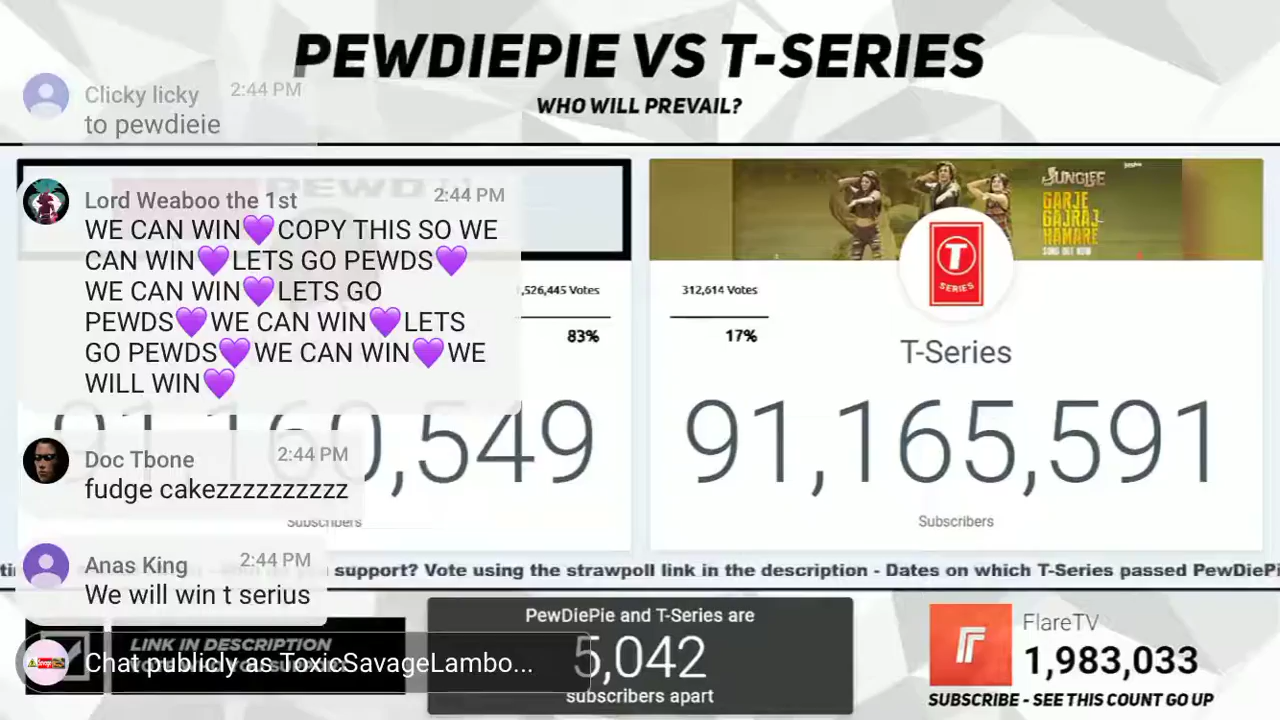 PEWDIEPIE VS T-SERIES
WHO WILL PREVAIL?
Clicky licky 2:44 PM
to pewdieie
Lord Weaboo the 1st 2:44 PM
WE CAN WIN💜COPY THIS SO WE
CAN WIN💜LETS GO PEWDS💜
WE CAN WIN💜LETS GO
PEWDS💜WE CAN WIN💜LETS
GO PEWDS💜WE CAN WIN💜WE
WILL WIN💜
,526,445 Votes
83%
91,160,549
Subscribers
Doc Tbone 2:44 PM
fudge cakezzzzzzzzzz
Anas King 2:44 PM
We will win t serius
JUNGLEE
GARJE
GAJRAJ
HAMARE
SONG OUT NOW
T
SERIES
312,614 Votes
17%
T-Series
91,165,591
Subscribers
support? Vote using the strawpoll link in the description - Dates on which T-Series passed PewDiePi
LINK IN DESCRIPTION
Chat publicly as ToxicSavageLambo...
PewDiePie and T-Series are
5,042
subscribers apart
FlareTV
1,983,033
SUBSCRIBE - SEE THIS COUNT GO UP